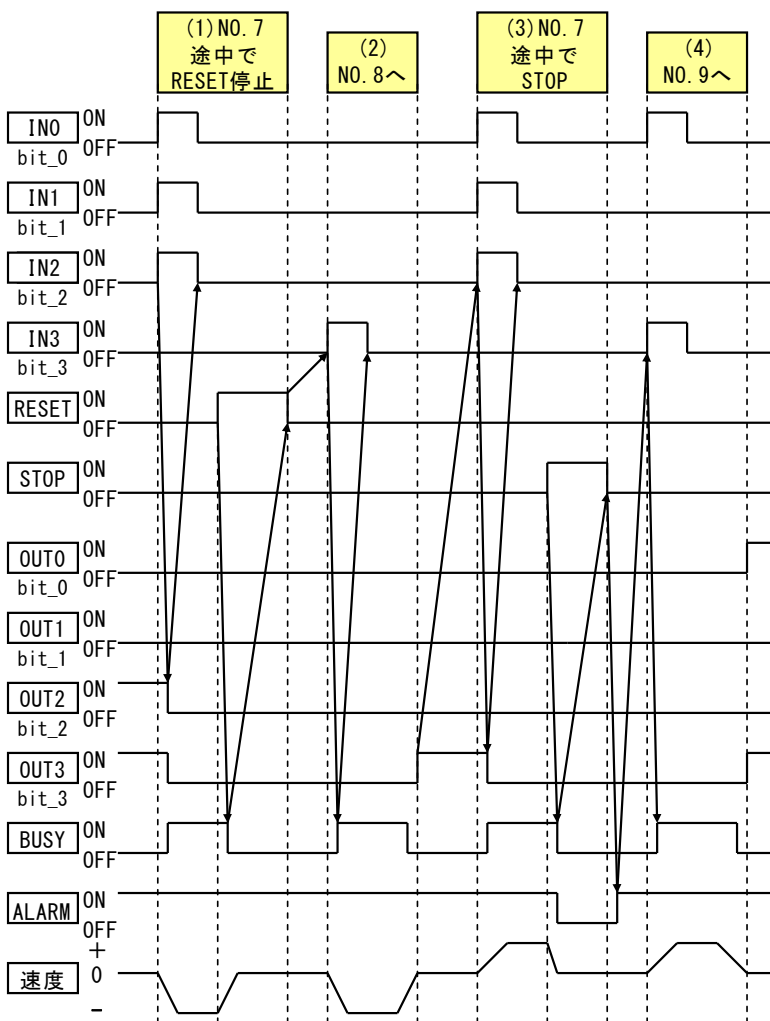 (1)NO.7
途中で
RESET停止
(2)
NO.8へ
(3)NO.7
途中で
STOP
(4)
NO.9へ
IN0
bit_0
ON
OFF
IN1
bit_1
ON
OFF
IN2
bit_2
ON
OFF
IN3
bit_3
ON
OFF
RESET
ON
OFF
STOP
ON
OFF
OUT0
bit_0
ON
OFF
OUT1
bit_1
ON
OFF
OUT2
bit_2
ON
OFF
OUT3
bit_3
ON
OFF
BUSY
ON
OFF
ALARM
ON
OFF
速度
+
0
-